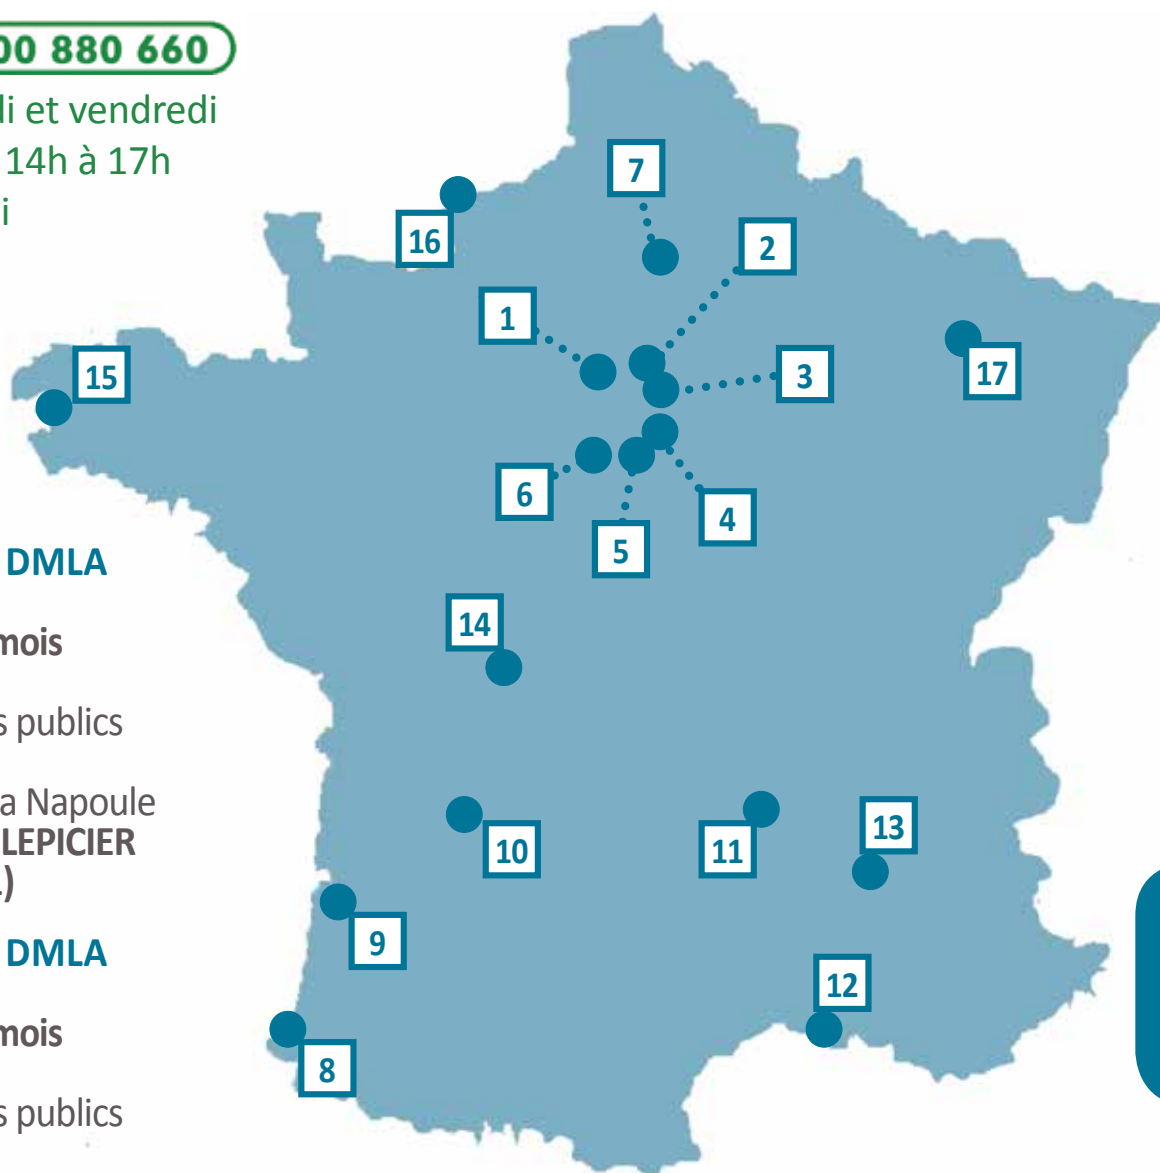 00 880 660
di et vendredi
14h à 17h
i
7
16
2
1
15
3
17
6
4
5
DMLA
14
mois
s publics
a Napoule
LEPICIER
)
13
10
11
9
DMLA
12
mois
8
s publics